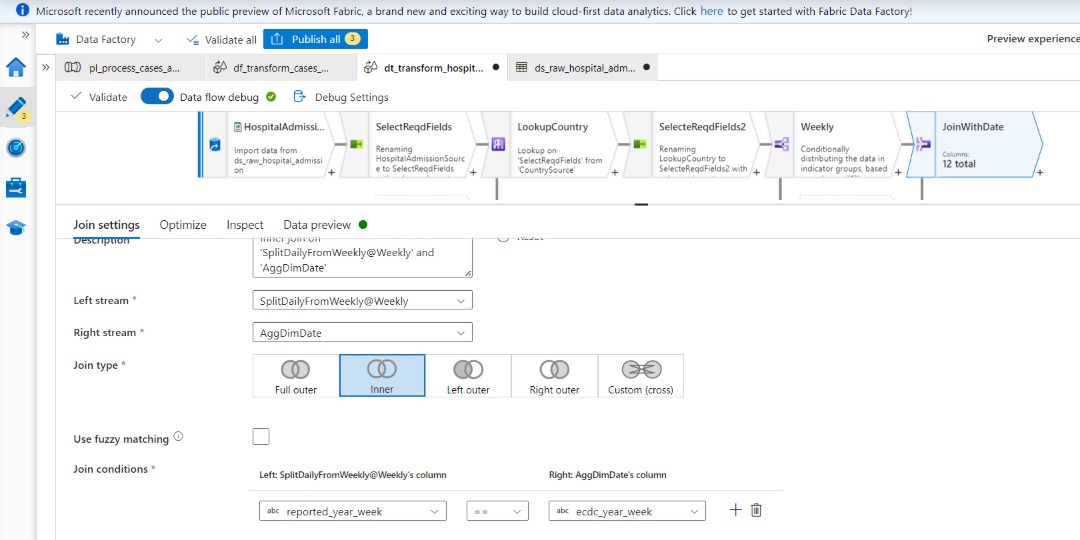 Microsoft recently announced the public preview of Microsoft Fabric, a brand new and exciting way to build cloud-first data analytics. Click here to get started with Fabric Data Factory!
Data Factory
Validate all
Publish all 3
Preview experience
pl_process_cases_a...
df_transform_cases_...
dt_transform_hospit...
ds_raw_hospital_adm...
Validate
Data flow debug
Debug Settings
3
HospitalAdmissi...
Import data from
ds_raw_hospital_admissi
on
SelectReqdFields
Renaming
HospitalAdmissionSourc
e to SelectReqdFields
LookupCountry
Lookup on
'SelectReqdFields' from
'CountrySource'
SelecteReqdFields2
Renaming
LookupCountry to
SelecteReqdFields2 with
Weekly
Conditionally
distributing the data in
indicator groups, based
JoinWithDate
Columns:
12 total
Join settings
Optimize
Inspect
Data preview
Description
Inner join on
'SplitDailyFromWeekly@Weekly' and
'AggDimDate'
Reset
Left stream *
SplitDailyFromWeekly@Weekly
Right stream *
AggDimDate
Join type *
Full outer
Inner
Left outer
Right outer
Custom (cross)
Use fuzzy matching
Join conditions *
Left: SplitDailyFromWeekly@Weekly's column
Right: AggDimDate's column
abc reported_year_week
==
abc ecdc_year_week